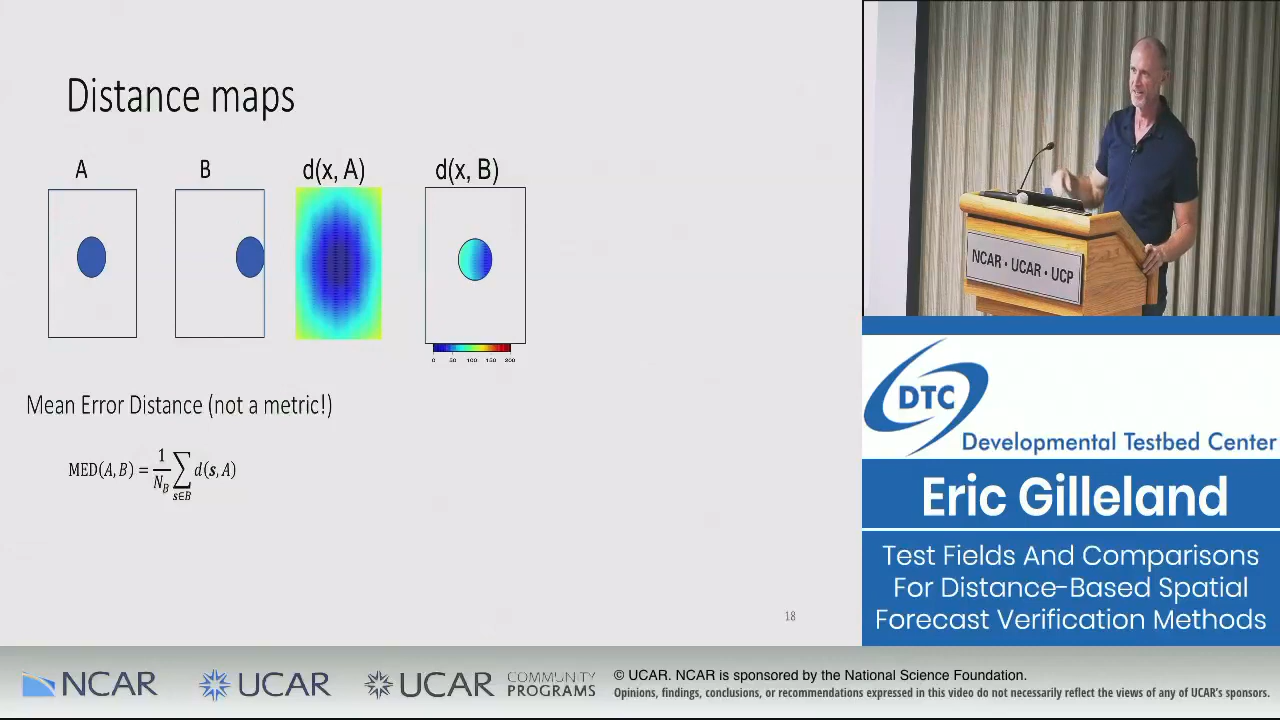 Distance maps
A
B
d(x, A)
d(x, B)
0 50 100 150 200
Mean Error Distance (not a metric!)
MED(A, B) = 1/N_B ∑_{s∈B} d(s, A)
18
NCAR • UCAR • UCP
DTC
Developmental Testbed Center
Eric Gilleland
Test Fields And Comparisons
For Distance-Based Spatial
Forecast Verification Methods
NCAR
UCAR
UCAR
COMMUNITY
PROGRAMS
© UCAR. NCAR is sponsored by the National Science Foundation.
Opinions, findings, conclusions, or recommendations expressed in this video do not necessarily reflect the views of any of UCAR's sponsors.